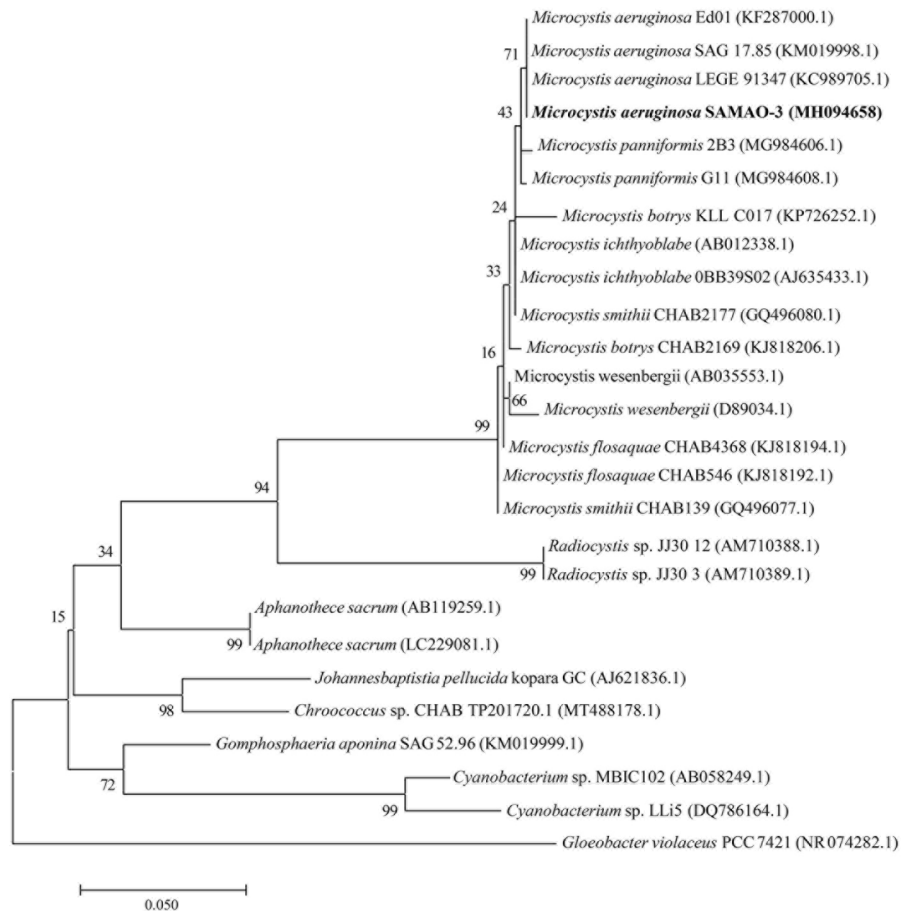 Microcystis aeruginosa Ed01 (KF287000.1)
71
Microcystis aeruginosa SAG 17.85 (KM019998.1)
Microcystis aeruginosa LEGE 91347 (KC989705.1)
43
Microcystis aeruginosa SAMAO-3 (MH094658)
Microcystis panniformis 2B3 (MG984606.1)
Microcystis panniformis G11 (MG984608.1)
24
Microcystis botrys KLL C017 (KP726252.1)
Microcystis ichthyoblabe (AB012338.1)
33
Microcystis ichthyoblabe 0BB39S02 (AJ635433.1)
Microcystis smithii CHAB2177 (GQ496080.1)
16
Microcystis botrys CHAB2169 (KJ818206.1)
Microcystis wesenbergii (AB035553.1)
66
Microcystis wesenbergii (D89034.1)
99
Microcystis flosaquae CHAB4368 (KJ818194.1)
Microcystis flosaquae CHAB546 (KJ818192.1)
94
Microcystis smithii CHAB139 (GQ496077.1)
34
Radiocystis sp. JJ30 12 (AM710388.1)
99
Radiocystis sp. JJ30 3 (AM710389.1)
15
Aphanothece sacrum (AB119259.1)
99
Aphanothece sacrum (LC229081.1)
Johannesbaptistia pellucida kopara GC (AJ621836.1)
98
Chroococcus sp. CHAB TP201720.1 (MT488178.1)
Gomphosphaeria aponina SAG 52.96 (KM019999.1)
72
Cyanobacterium sp. MBIC102 (AB058249.1)
99
Cyanobacterium sp. LLi5 (DQ786164.1)
Gloeobacter violaceus PCC 7421 (NR 074282.1)
0.050